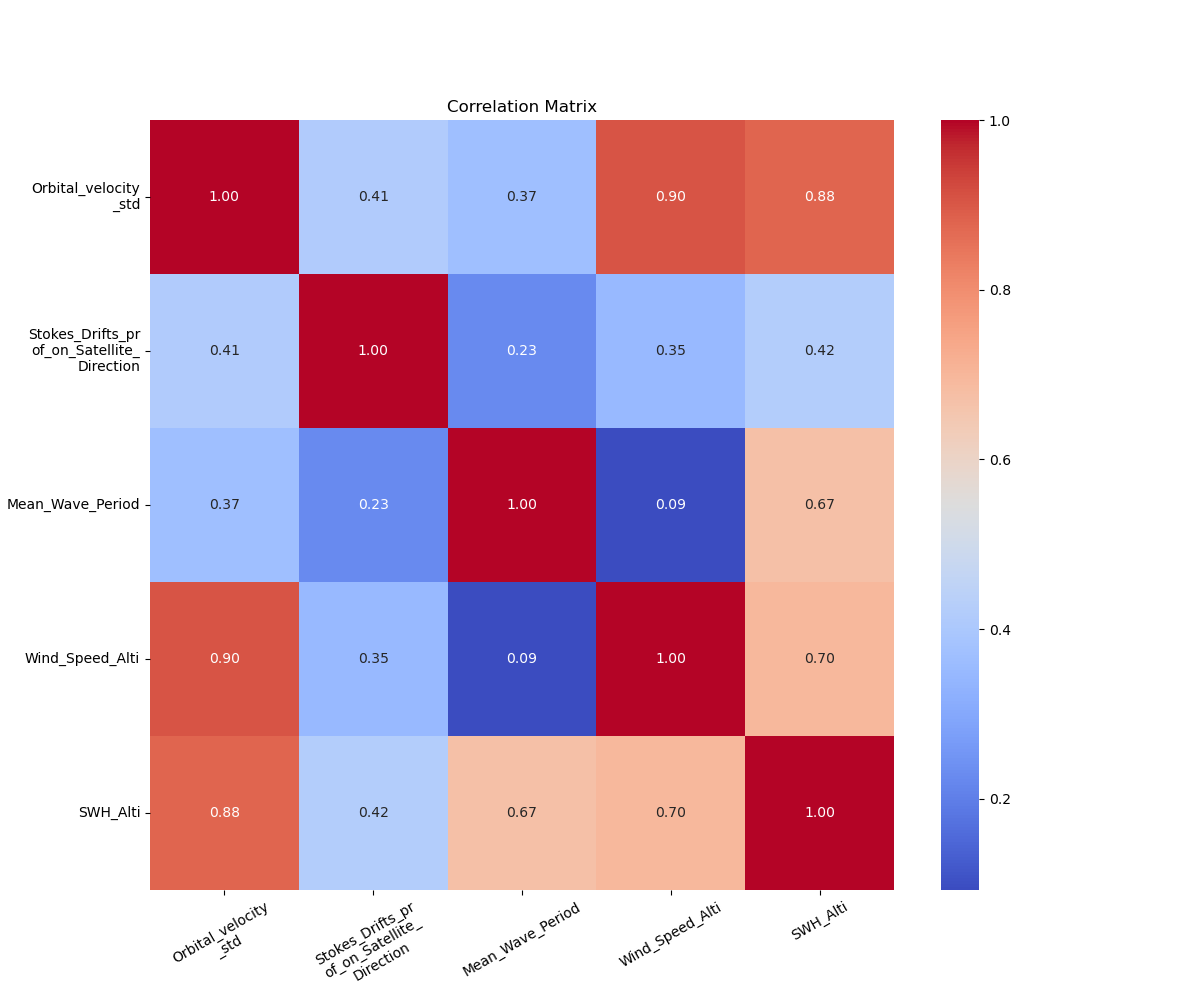 Correlation Matrix
Orbital_velocity
_std
1.00
0.41
0.37
0.90
0.88
Stokes_Drifts_pr
of_on_Satellite_
Direction
0.41
1.00
0.23
0.35
0.42
Mean_Wave_Period
0.37
0.23
1.00
0.09
0.67
Wind_Speed_Alti
0.90
0.35
0.09
1.00
0.70
SWH_Alti
0.88
0.42
0.67
0.70
1.00
Orbital_velocity
_std
Stokes_Drifts_pr
of_on_Satellite_
Direction
Mean_Wave_Period
Wind_Speed_Alti
SWH_Alti
1.0
0.8
0.6
0.4
0.2